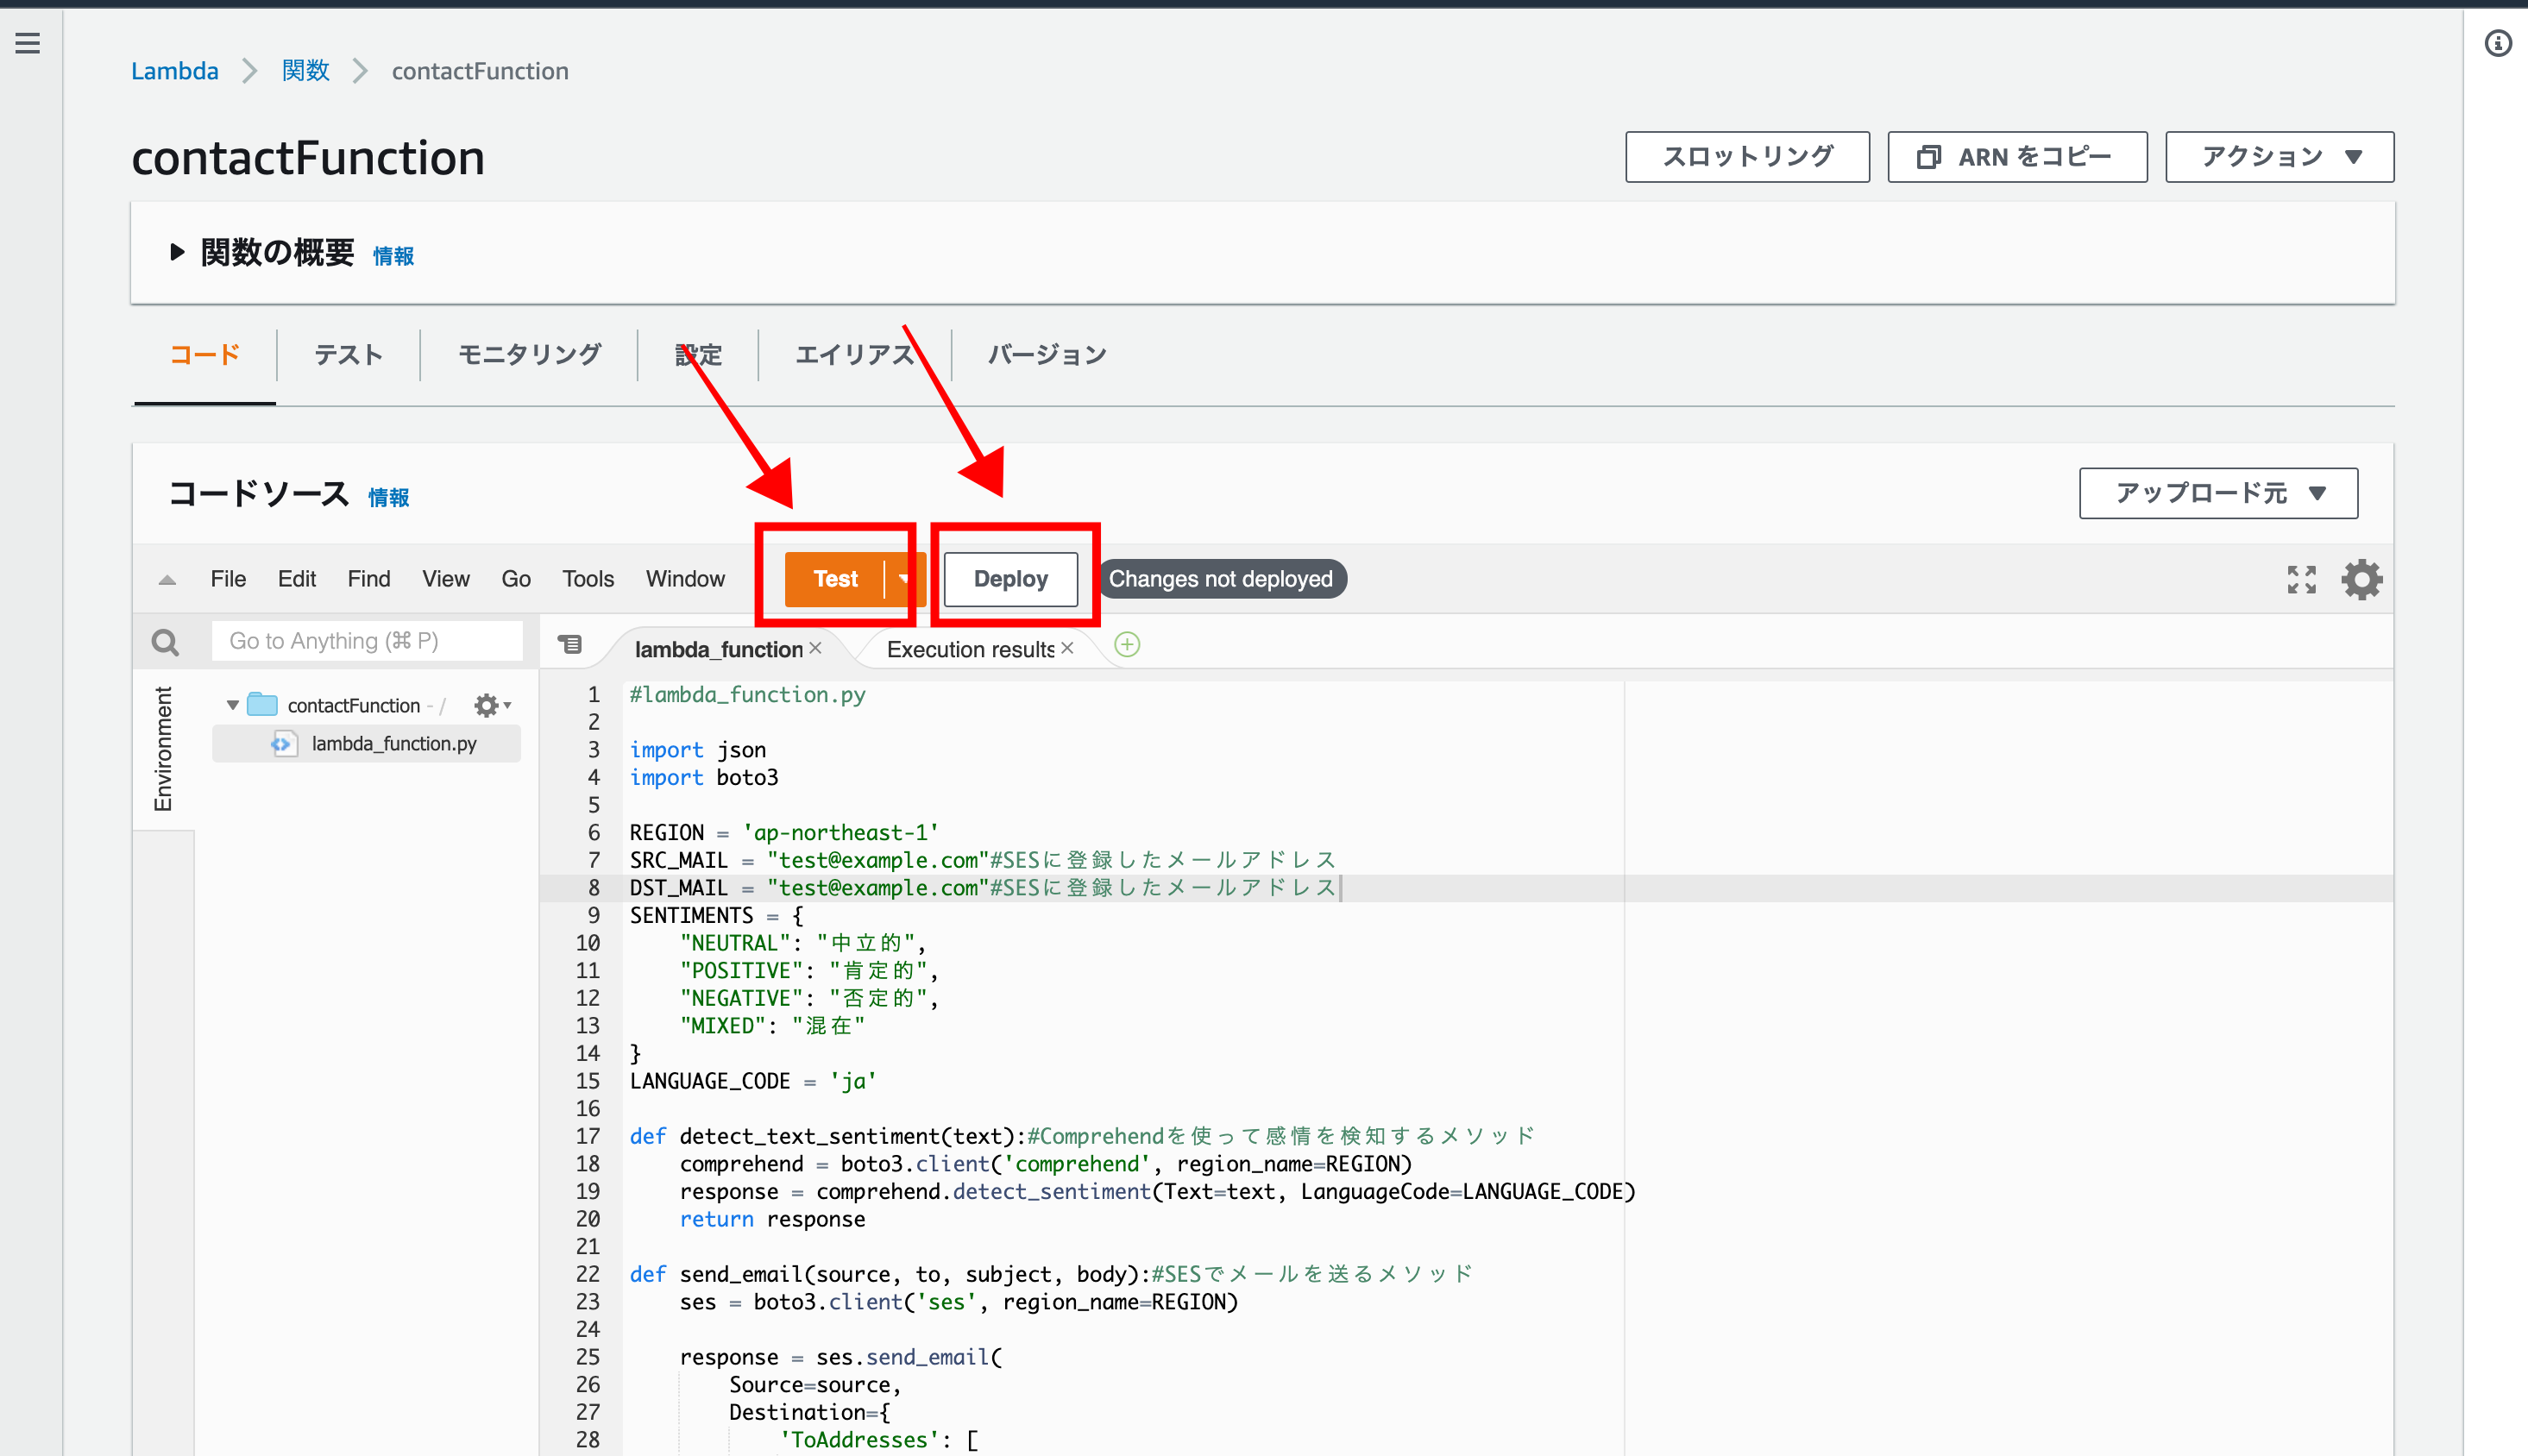 Lambda > 関数 > contactFunction
contactFunction
スロットリング
ARN をコピー
アクション ▼
▶ 関数の概要 情報
コード
テスト
モニタリング
設定
エイリアス
バージョン
コードソース 情報
アップロード元 ▼
File Edit Find View Go Tools Window
Test
Deploy
Changes not deployed
Go to Anything (⌘ P)
lambda_function ×
Execution results ×
Environment
contactFunction - /
lambda_function.py
1 #lambda_function.py
2
3 import json
4 import boto3
5
6 REGION = 'ap-northeast-1'
7 SRC_MAIL = "test@example.com"#SESに登録したメールアドレス
8 DST_MAIL = "test@example.com"#SESに登録したメールアドレス
9 SENTIMENTS = {
10     "NEUTRAL": "中立的",
11     "POSITIVE": "肯定的",
12     "NEGATIVE": "否定的",
13     "MIXED": "混在"
14 }
15 LANGUAGE_CODE = 'ja'
16
17 def detect_text_sentiment(text):#Comprehendを使って感情を検知するメソッド
18     comprehend = boto3.client('comprehend', region_name=REGION)
19     response = comprehend.detect_sentiment(Text=text, LanguageCode=LANGUAGE_CODE)
20     return response
21
22 def send_email(source, to, subject, body):#SESでメールを送るメソッド
23     ses = boto3.client('ses', region_name=REGION)
24
25     response = ses.send_email(
26         Source=source,
27         Destination={
28             'ToAddresses': [